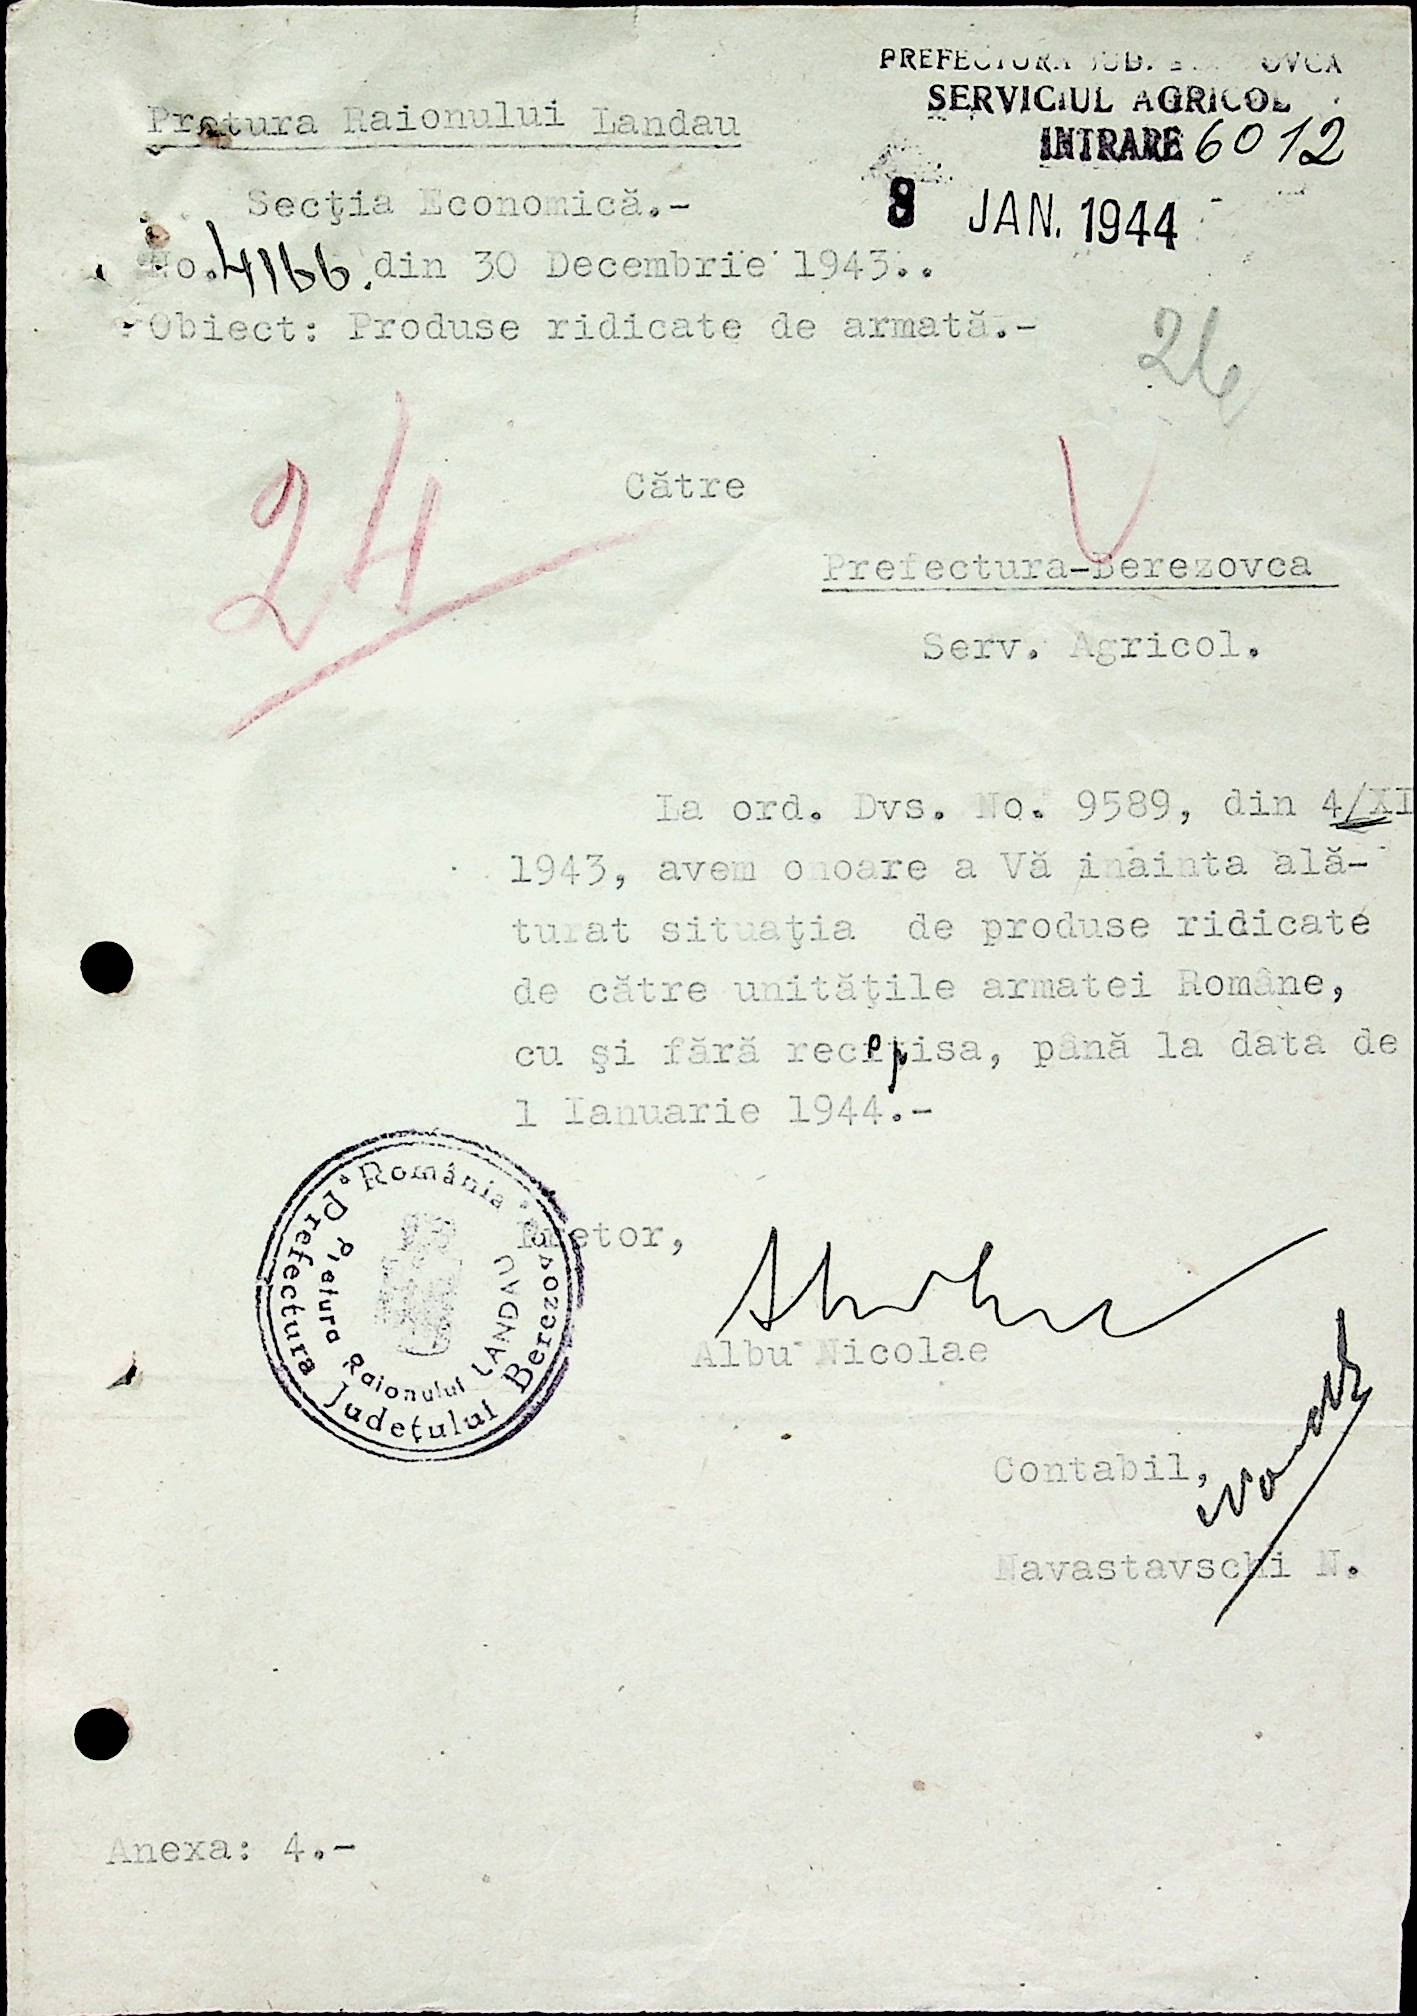 PREFECTURA JUD. OVCA
SERVICIUL AGRICOL
INTRARE 6012
8 JAN. 1944
Pretura Raionului Landau
Secţia Economică.-
No. 4166. din 30 Decembrie 1943..
Obiect: Produse ridicate de armată.-
26
24
Către
Prefectura-Berezovca
Serv. Agricol.
La ord. Dvs. No. 9589, din 4/XI
1943, avem onoare a Vă inainta ală-
turat situaţia de produse ridicate
de către unităţile armatei Române,
cu şi fără recepisa, până la data de
1 Ianuarie 1944.-
Pretor,
Albu Nicolae
România
Prefectura Judeţului Berezovca
Pretura Raionului LANDAU
Contabil,
Navastavschi N.
Anexa: 4.-